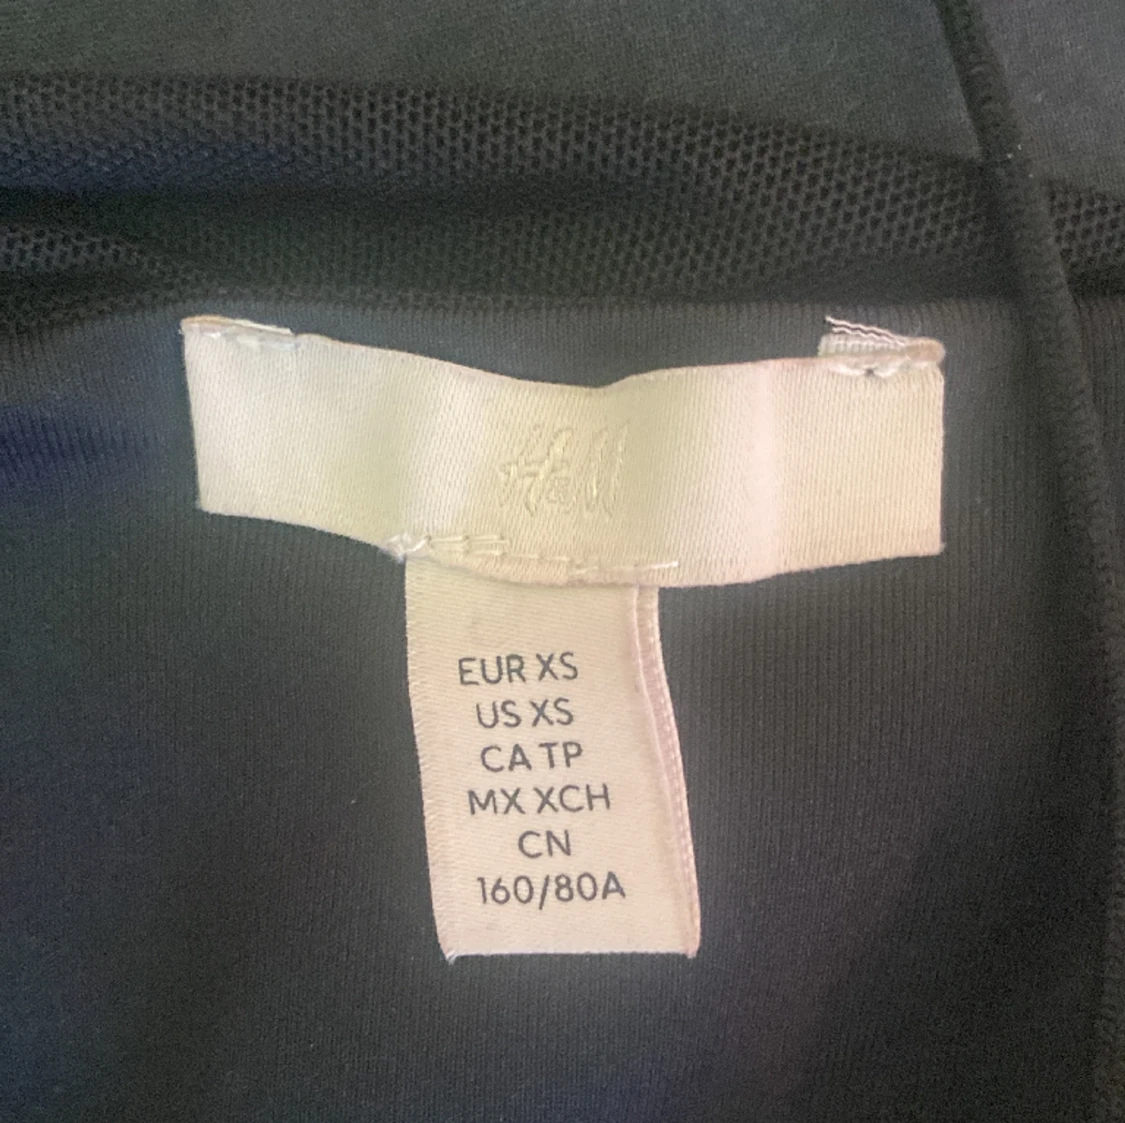 H&M
EUR XS
US XS
CA TP
MX XCH
CN
160/80A